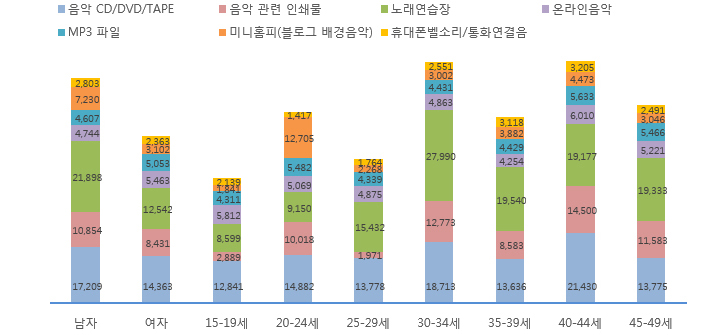 음악 CD/DVD/TAPE 음악 관련 인쇄물 노래연습장 온라인음악
MP3 파일 미니홈피(블로그 배경음악) 휴대폰벨소리/통화연결음
2,803 2,363 2,139 1,417 1,764 2,551 3,118 3,205 2,491
7,230 3,102 1,841 12,705 2,268 3,002 3,882 4,473 3,046
4,607 5,053 4,311 5,482 4,339 4,431 4,429 5,633 5,466
4,744 5,463 5,812 5,069 4,875 4,863 4,254 6,010 5,221
21,898 12,542 8,599 9,150 15,432 27,990 19,540 19,177 19,333
10,854 8,431 2,889 10,018 1,971 12,773 8,583 14,500 11,583
17,209 14,363 12,841 14,882 13,778 18,713 13,636 21,430 13,775
남자 여자 15-19세 20-24세 25-29세 30-34세 35-39세 40-44세 45-49세